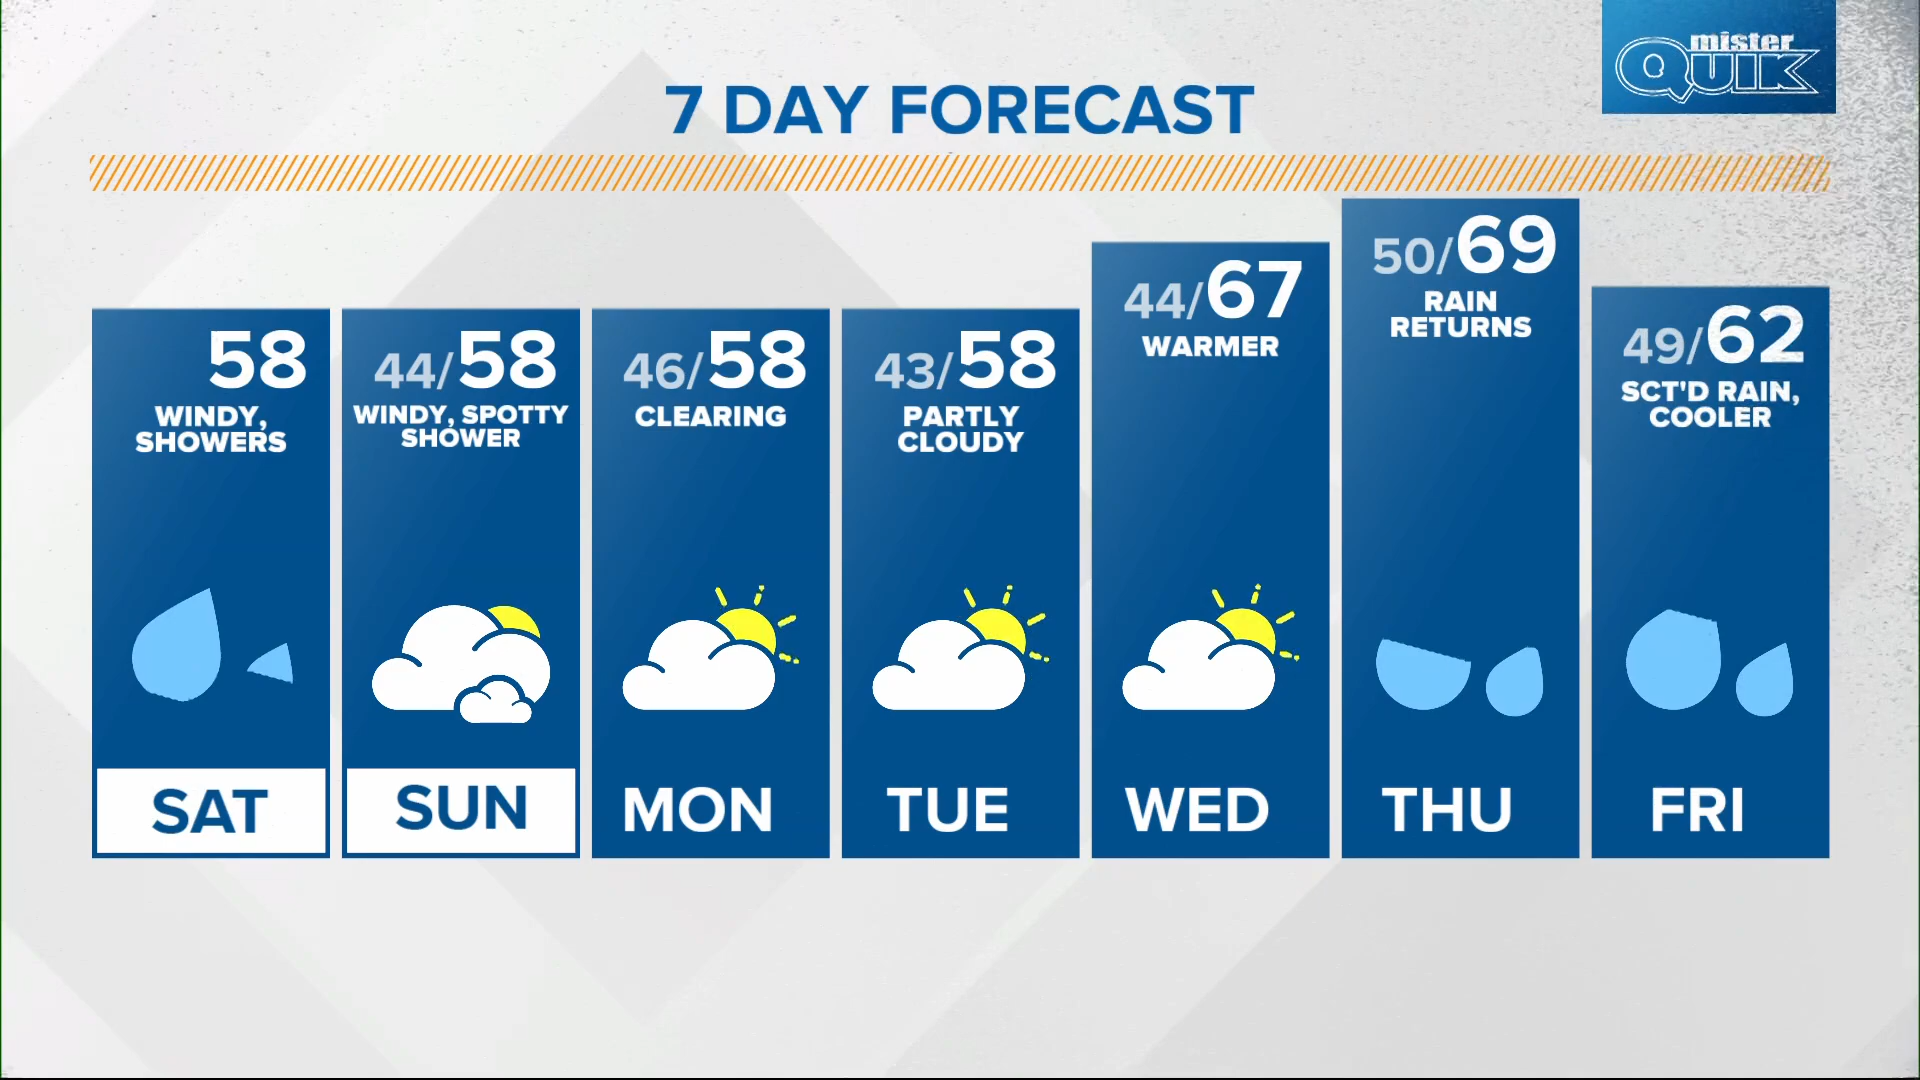 mister
QUIK
7 DAY FORECAST
58
WINDY,
SHOWERS
SAT
44/58
WINDY, SPOTTY
SHOWER
SUN
46/58
CLEARING
MON
43/58
PARTLY
CLOUDY
TUE
44/67
WARMER
WED
50/69
RAIN
RETURNS
THU
49/62
SCT'D RAIN,
COOLER
FRI